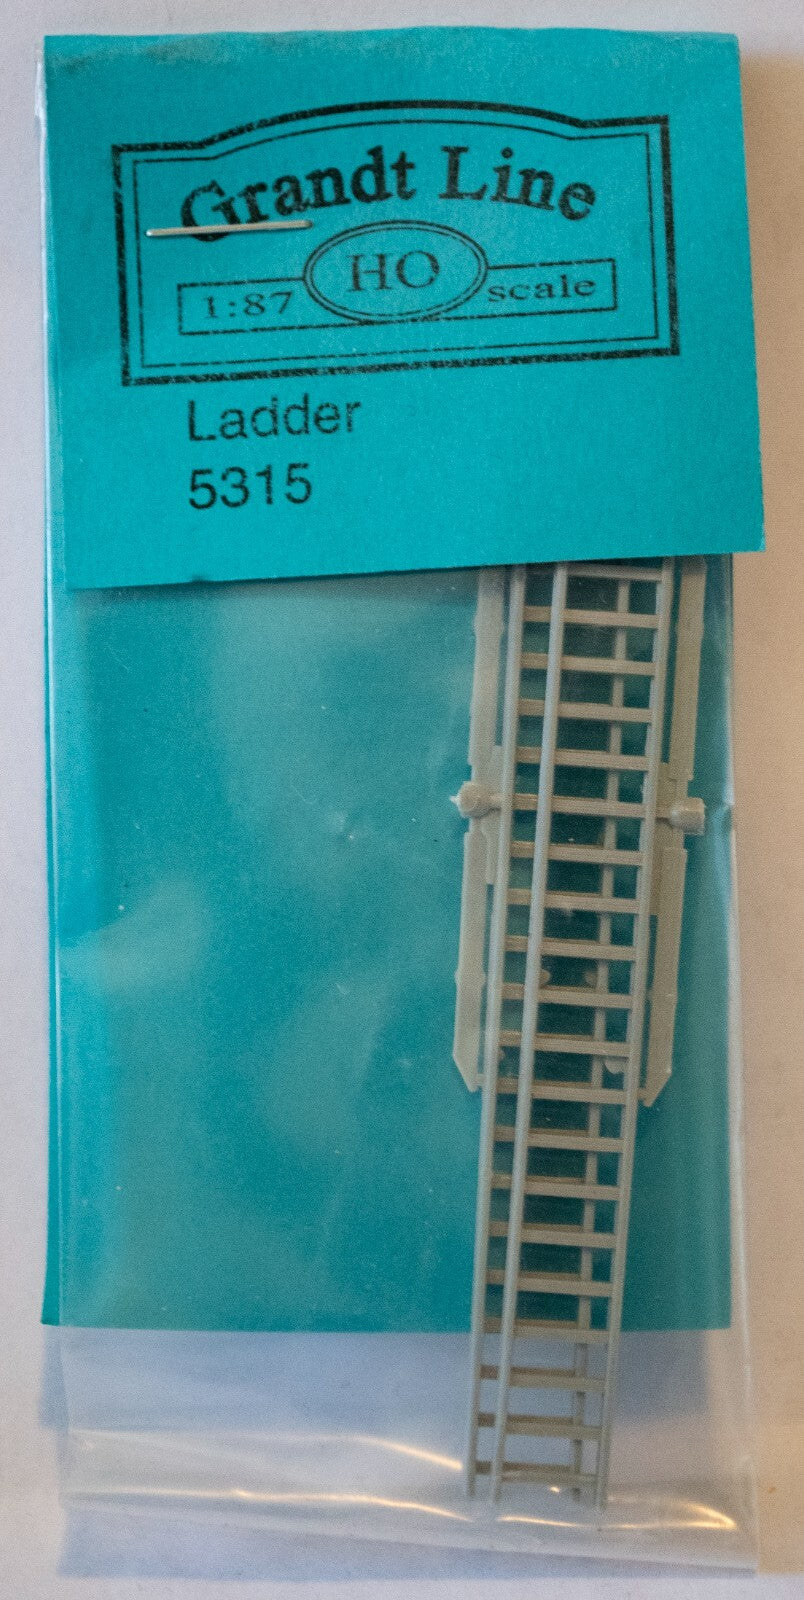 Grandt Line
1:87 HO scale
Ladder
5315